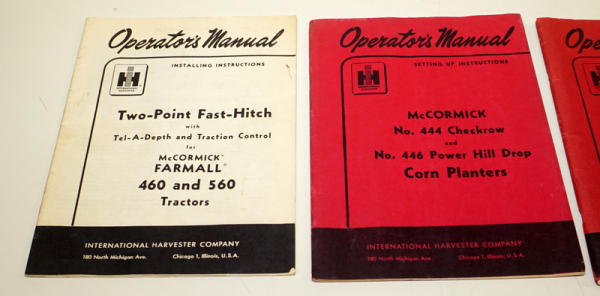 Operator's Manual
INSTALLING INSTRUCTIONS
IH
INTERNATIONAL HARVESTER
Two-Point Fast-Hitch
with
Tel-A-Depth and Traction Control
for
McCORMICK
FARMALL®
460 and 560
Tractors
INTERNATIONAL HARVESTER COMPANY
180 North Michigan Ave. Chicago 1, Illinois, U.S.A.
Operator's Manual
SETTING UP INSTRUCTIONS
IH
McCORMICK
No. 444 Checkrow
and
No. 446 Power Hill Drop
Corn Planters
INTERNATIONAL HARVESTER COMPANY
180 North Michigan Ave. Chicago 1, Illinois, U.S.A.
Ope